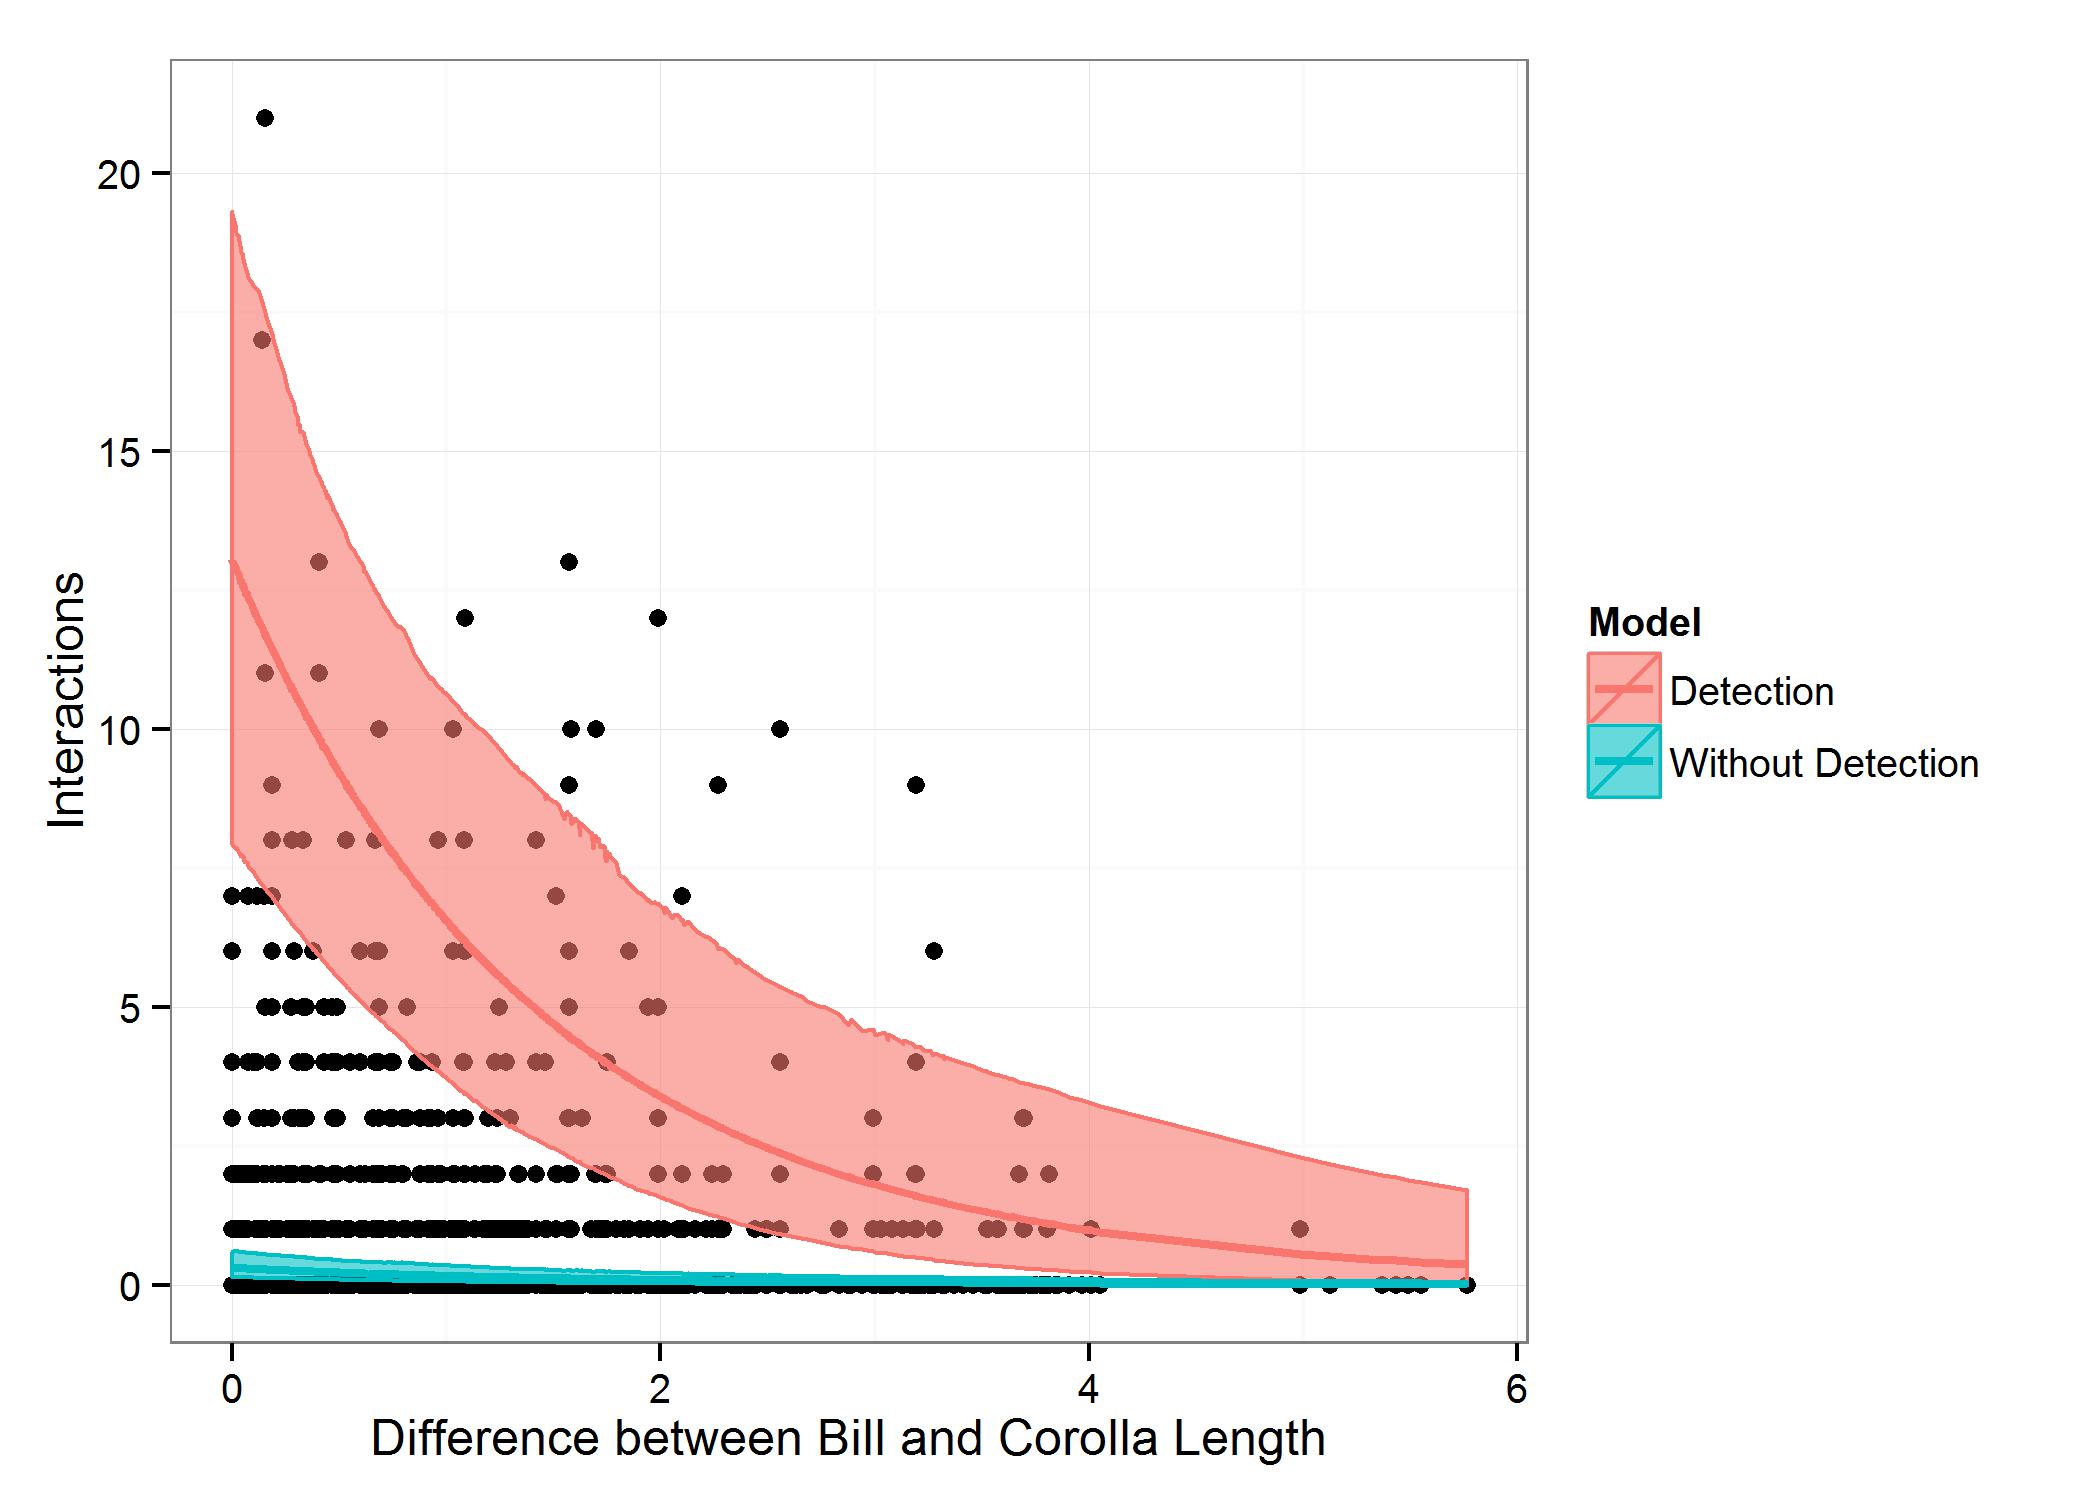 20
15
10
5
0
Interactions
0 2 4 6
Difference between Bill and Corolla Length
Model
Detection
Without Detection